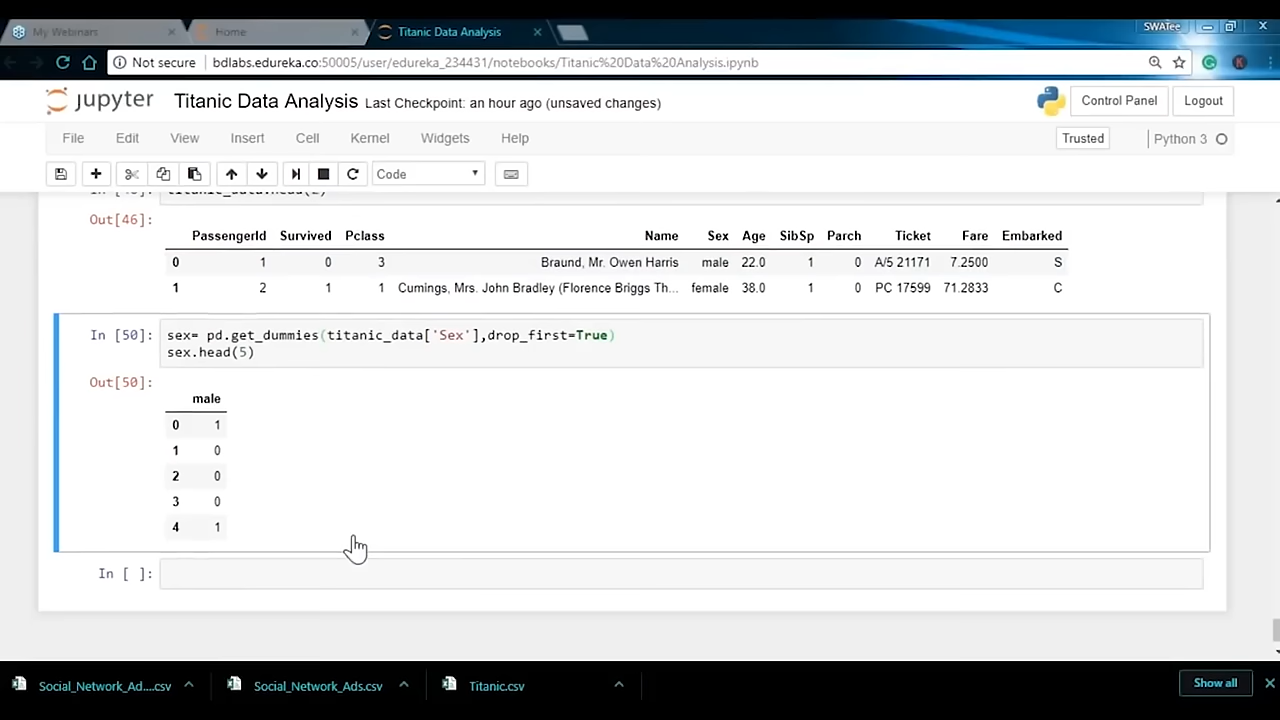 SWATee
My Webinars
Home
Titanic Data Analysis
Not secure
bdlabs.edureka.co:50005/user/edureka_234431/notebooks/Titanic%20Data%20Analysis.ipynb
K
jupyter
Titanic Data Analysis
Last Checkpoint: an hour ago (unsaved changes)
Control Panel
Logout
File Edit View Insert Cell Kernel Widgets Help
Trusted
Python 3
Code
Out[46]:
PassengerId Survived Pclass Name Sex Age SibSp Parch Ticket Fare Embarked
0 1 0 3 Braund, Mr. Owen Harris male 22.0 1 0 A/5 21171 7.2500 S
1 2 1 1 Cumings, Mrs. John Bradley (Florence Briggs Th... female 38.0 1 0 PC 17599 71.2833 C
In [50]:
sex= pd.get_dummies(titanic_data['Sex'],drop_first=True)
sex.head(5)
Out[50]:
male
0 1
1 0
2 0
3 0
4 1
In [ ]:
Social_Network_Ad....csv
Social_Network_Ads.csv
Titanic.csv
Show all